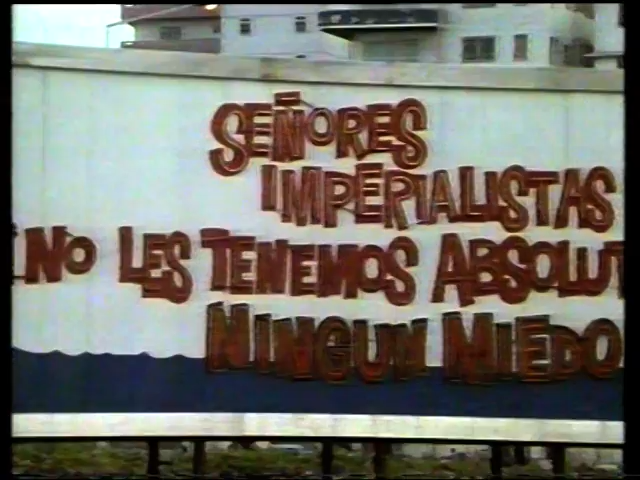 SEÑORES
IMPERIALISTAS
¡NO LES TENEMOS ABSOLUT
NINGUN MIEDO